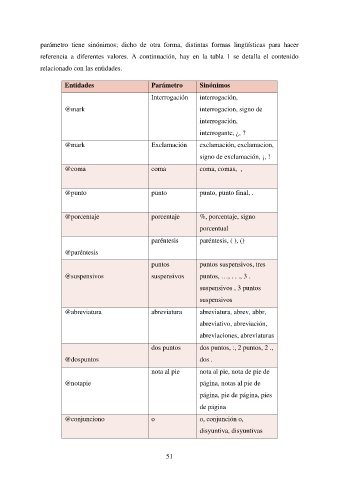 parámetro tiene sinónimos; dicho de otra forma, distintas formas lingüísticas para hacer
referencia a diferentes valores. A continuación, hay en la tabla 1 se detalla el contenido
relacionado con las entidades.
Entidades Parámetro Sinónimos
@mark Interrogación interrogación,
interrogacion, signo de
interrogación,
interrogante, ¿, ?
@mark Exclamación exclamación, exclamacion,
signo de exclamación, ¡, !
@coma coma coma, comas, ,
@punto punto punto, punto final, .
@porcentaje porcentaje %, porcentaje, signo
porcentual
@paréntesis paréntesis paréntesis, ( ), ()
@suspensivos puntos suspensivos puntos suspensivos, tres
puntos, …, . . ., 3 .
suspensivos , 3 puntos
suspensivos
@abreviatura abreviatura abreviatura, abrev, abbr,
abreviativo, abreviación,
abreviaciones, abreviaturas
@dospuntos dos puntos dos puntos, :, 2 puntos, 2 .,
dos .
@notapie nota al pie nota al pie, nota de pie de
página, notas al pie de
página, pie de página, pies
de página
@conjunciono o o, conjunción o,
disyuntiva, disyuntivas
51